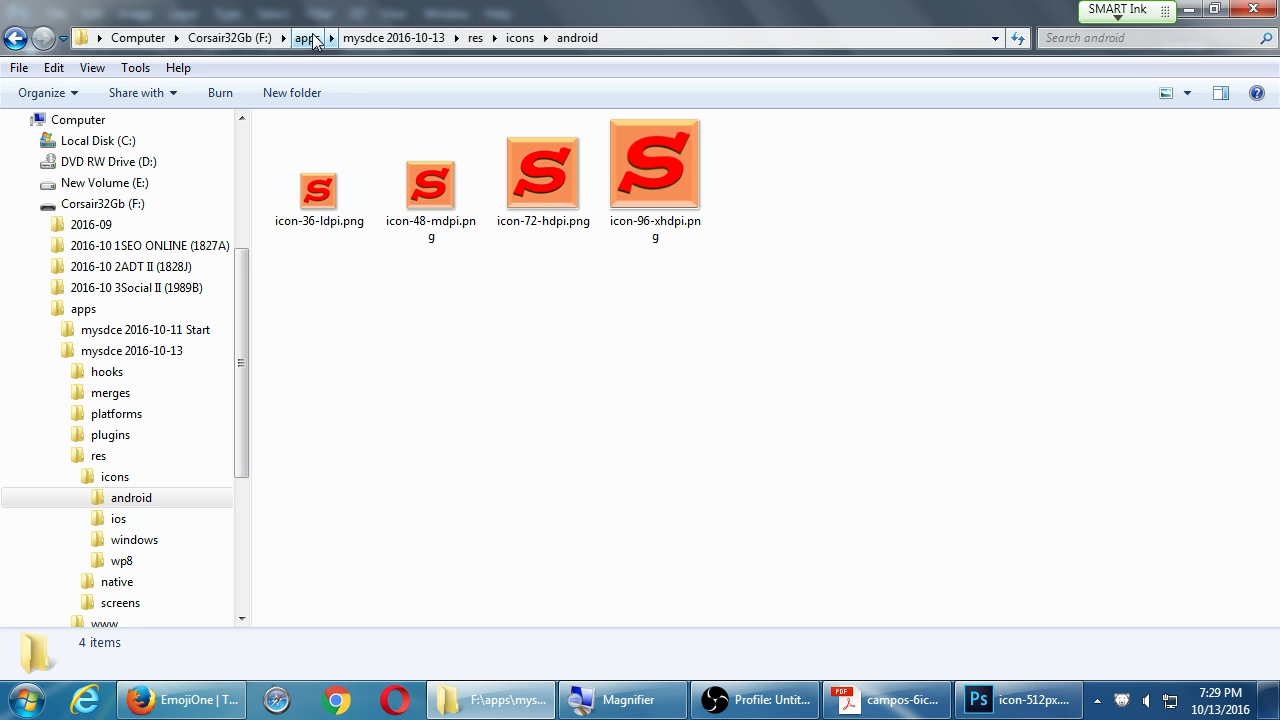 SMART Ink
Computer
Corsair32Gb (F:)
apps
mysdce 2016-10-13
res
icons
android
Search android
File
Edit
View
Tools
Help
Organize
Share with
Burn
New folder
Computer
Local Disk (C:)
DVD RW Drive (D:)
New Volume (E:)
Corsair32Gb (F:)
2016-09
2016-10 1SEO ONLINE (1827A)
2016-10 2ADT II (1828J)
2016-10 3Social II (1989B)
apps
mysdce 2016-10-11 Start
mysdce 2016-10-13
hooks
merges
platforms
plugins
res
icons
android
ios
windows
wp8
native
screens
www
S
S
S
S
icon-36-ldpi.png
icon-48-mdpi.pn
g
icon-72-hdpi.png
icon-96-xhdpi.pn
g
4 items
EmojiOne | T...
F:\apps\mys...
Magnifier
Profile: Untit...
PDF
campos-6ic...
Ps
icon-512px....
7:29 PM
10/13/2016